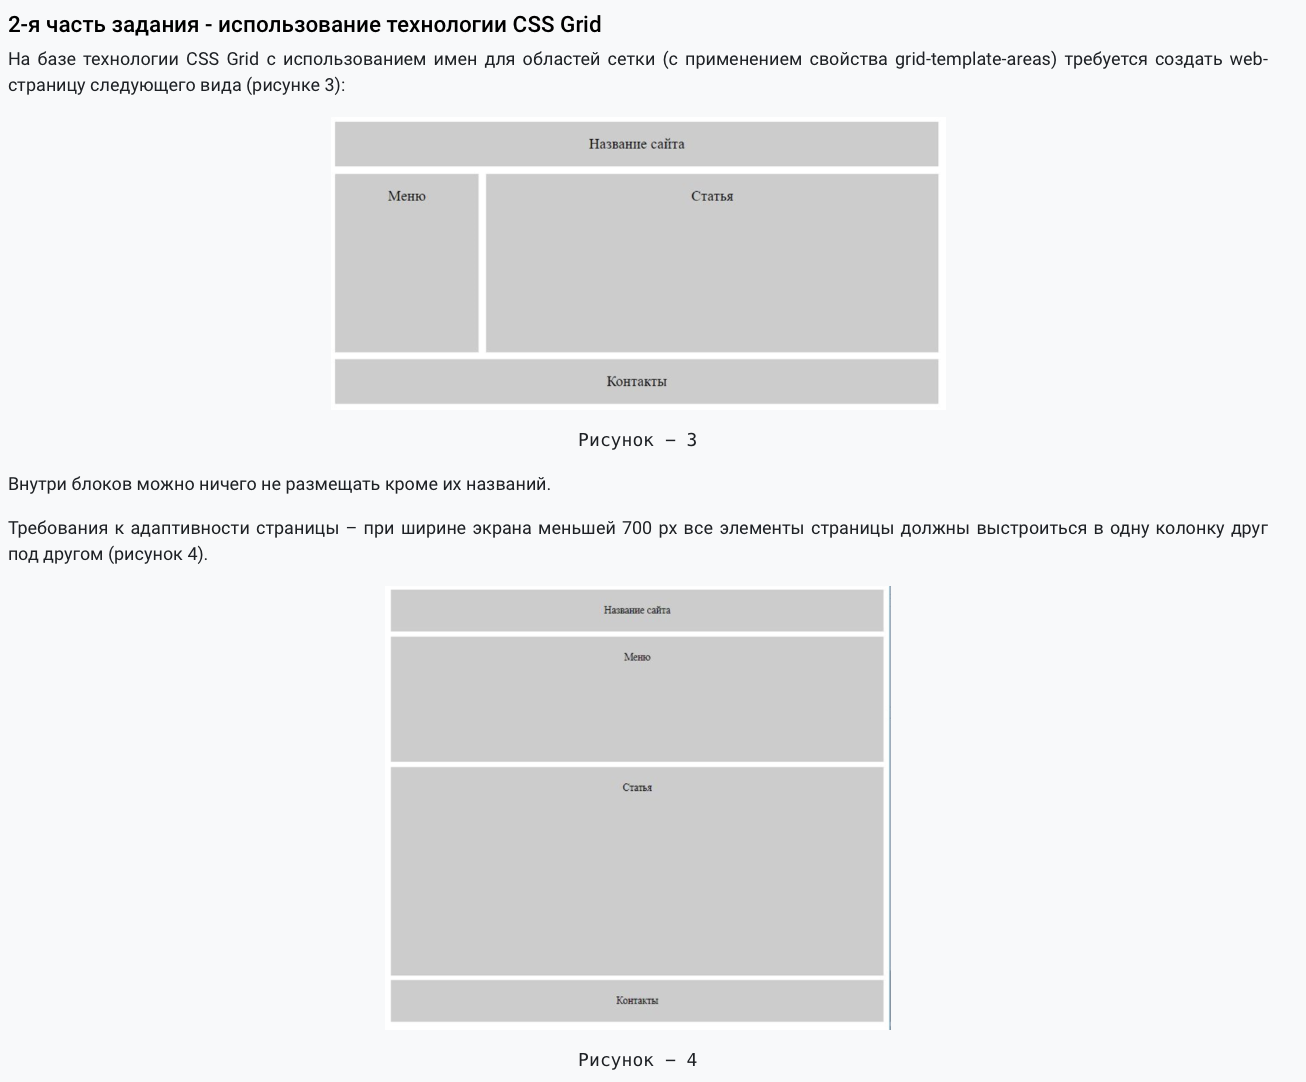 2-я часть задания - использование технологии CSS Grid
На базе технологии CSS Grid с использованием имен для областей сетки (с применением свойства grid-template-areas) требуется создать web-
страницу следующего вида (рисунке 3):
Название сайта
Меню
Статья
Контакты
Рисунок – 3
Внутри блоков можно ничего не размещать кроме их названий.
Требования к адаптивности страницы – при ширине экрана меньшей 700 px все элементы страницы должны выстроиться в одну колонку друг
под другом (рисунок 4).
Название сайта
Меню
Статья
Контакты
Рисунок – 4